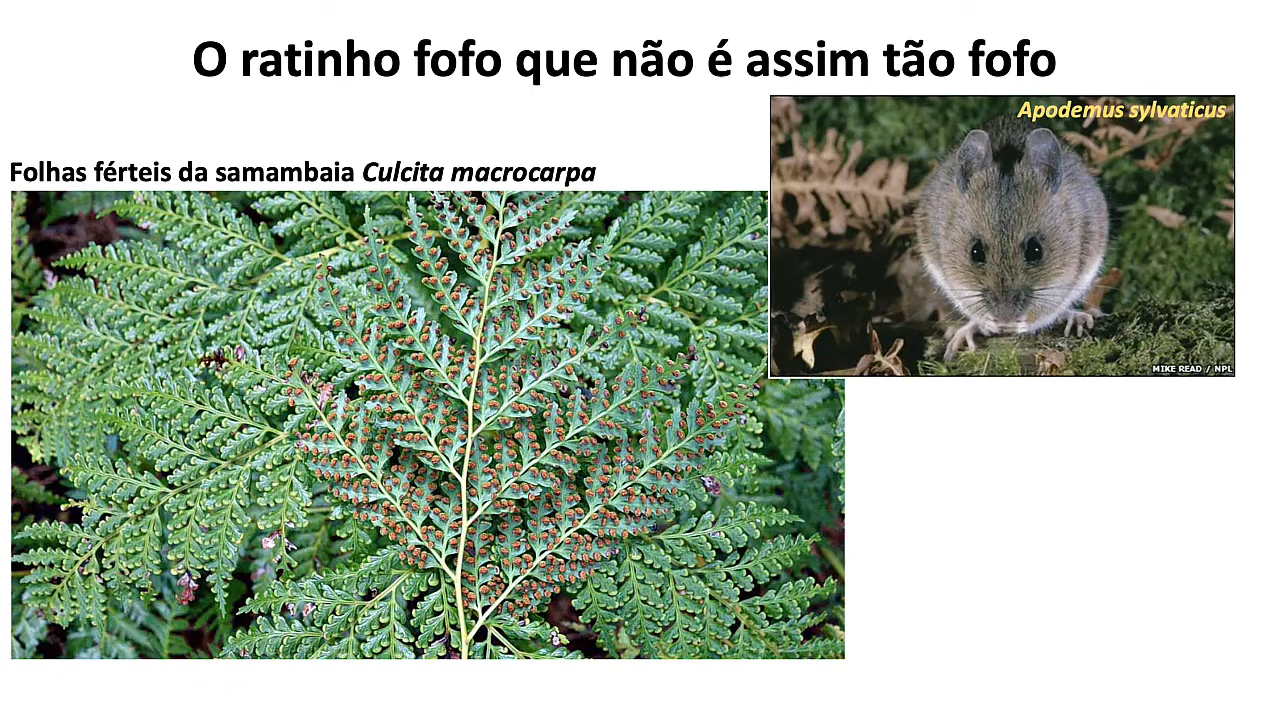 O ratinho fofo que não é assim tão fofo
Apodemus sylvaticus
Folhas férteis da samambaia Culcita macrocarpa
MIKE READ / NPL